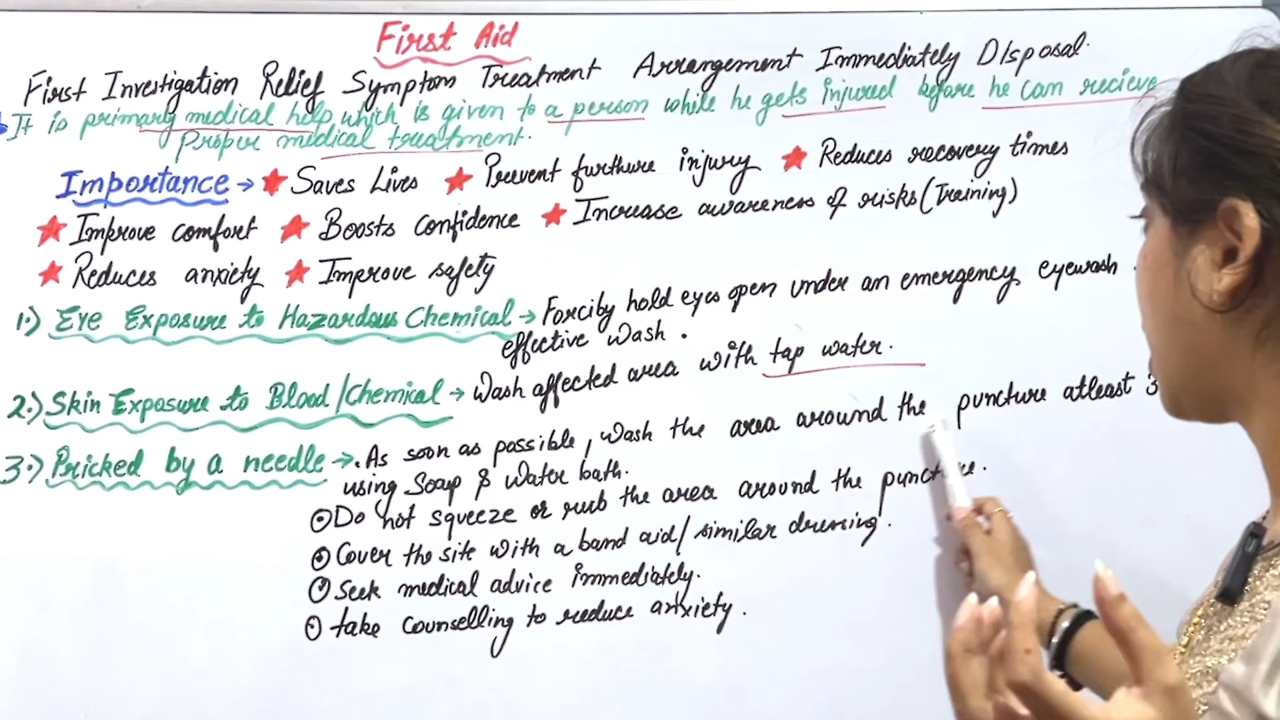 First Aid
First Investigation Relief Symptom Treatment Arrangement Immediately Disposal.
It is primary medical help which is given to a person while he gets injured before he can recieve
Proper medical treatment.
Importance → ★ Saves Lives ★ Prevent furthure injury ★ Reduces recovery times
★ Improve comfort ★ Boosts confidence ★ Increase awareness of risks (Training)
★ Reduces anxiety ★ Improve safety
1.) Eye Exposure to Hazardous Chemical → Forcibly hold eyes open under an emergency eyewash
effective wash.
2.) Skin Exposure to Blood/Chemical → Wash affected area with tap water.
3.) Pricked by a needle → . As soon as possible, wash the area around the puncture atleast 3
using Soap & Water bath.
⊙ Do not squeeze or rub the area around the puncture.
⊙ Cover the site with a band aid/ similar dressing.
⊙ Seek medical advice immediately.
⊙ take counselling to reduce anxiety.